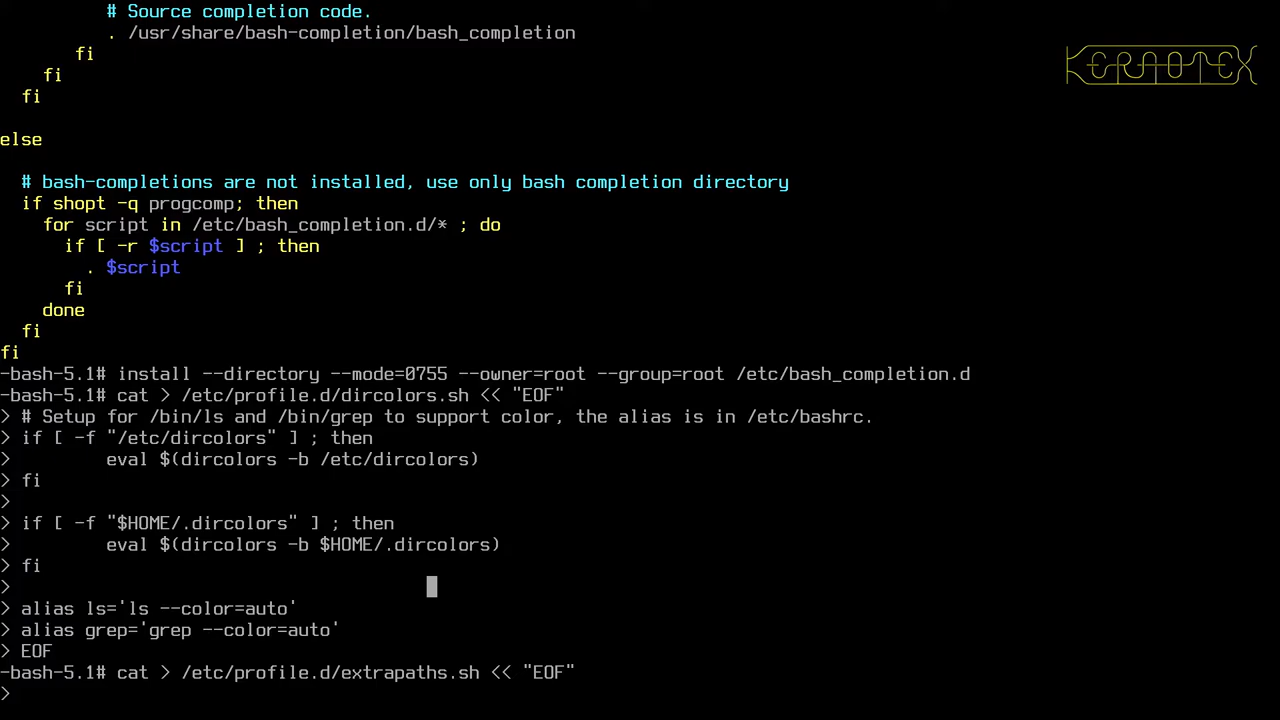 # Source completion code.
. /usr/share/bash-completion/bash_completion
fi
fi
fi
KERAOTEX
else
# bash-completions are not installed, use only bash completion directory
if shopt -q progcomp; then
for script in /etc/bash_completion.d/* ; do
if [ -r $script ] ; then
. $script
fi
done
fi
fi
-bash-5.1# install --directory --mode=0755 --owner=root --group=root /etc/bash_completion.d
-bash-5.1# cat > /etc/profile.d/dircolors.sh << "EOF"
> # Setup for /bin/ls and /bin/grep to support color, the alias is in /etc/bashrc.
> if [ -f "/etc/dircolors" ] ; then
>         eval $(dircolors -b /etc/dircolors)
> fi
>
> if [ -f "$HOME/.dircolors" ] ; then
>         eval $(dircolors -b $HOME/.dircolors)
> fi
>
> alias ls='ls --color=auto'
> alias grep='grep --color=auto'
> EOF
-bash-5.1# cat > /etc/profile.d/extrapaths.sh << "EOF"
>